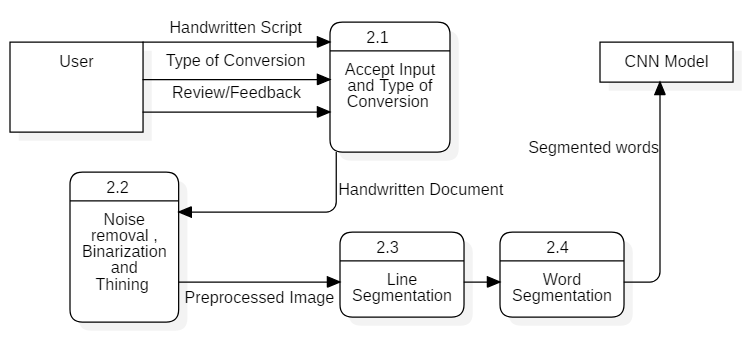 Handwritten Script
User
Type of Conversion
Review/Feedback
2.1
Accept Input
and Type of
Conversion
CNN Model
Segmented words
Handwritten Document
2.2
Noise
removal ,
Binarization
and
Thining
Preprocessed Image
2.3
Line
Segmentation
2.4
Word
Segmentation